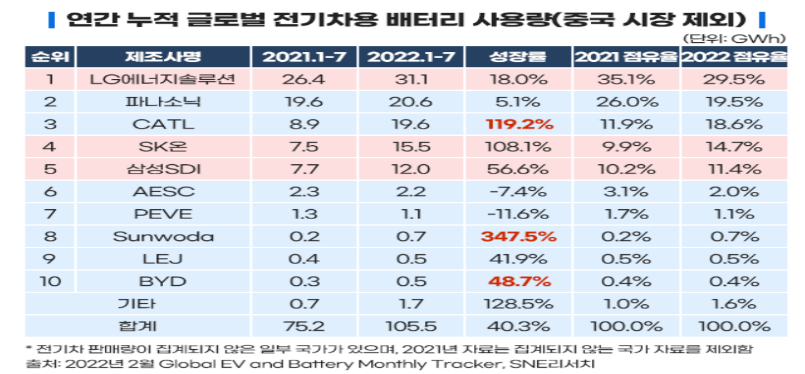 연간 누적 글로벌 전기차용 배터리 사용량(중국 시장 제외)
(단위: GWh)
순위 제조사명 2021.1-7 2022.1-7 성장률 2021 점유율 2022 점유율
1 LG에너지솔루션 26.4 31.1 18.0% 35.1% 29.5%
2 파나소닉 19.6 20.6 5.1% 26.0% 19.5%
3 CATL 8.9 19.6 119.2% 11.9% 18.6%
4 SK온 7.5 15.5 108.1% 9.9% 14.7%
5 삼성SDI 7.7 12.0 56.6% 10.2% 11.4%
6 AESC 2.3 2.2 -7.4% 3.1% 2.0%
7 PEVE 1.3 1.1 -11.6% 1.7% 1.1%
8 Sunwoda 0.2 0.7 347.5% 0.2% 0.7%
9 LEJ 0.4 0.5 41.9% 0.5% 0.5%
10 BYD 0.3 0.5 48.7% 0.4% 0.4%
기타 0.7 1.7 128.5% 1.0% 1.6%
합계 75.2 105.5 40.3% 100.0% 100.0%
* 전기차 판매량이 집계되지 않은 일부 국가가 있으며, 2021년 자료는 집계되지 않는 국가 자료를 제외함
출처: 2022년 2월 Global EV and Battery Monthly Tracker, SNE리서치